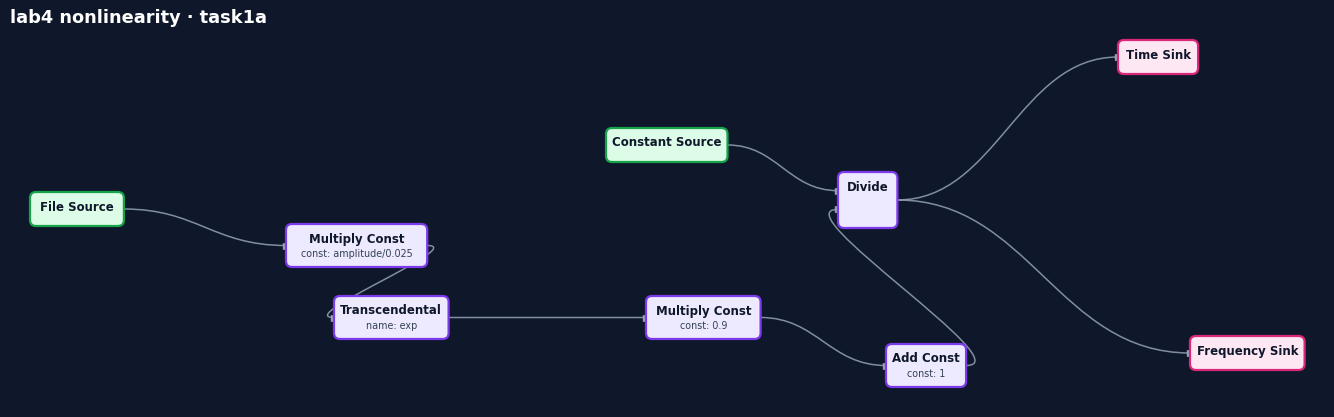 lab4 nonlinearity · task1a
Time Sink
Constant Source
Divide
File Source
Multiply Const
const: amplitude/0.025
Transcendental
name: exp
Multiply Const
const: 0.9
Add Const
const: 1
Frequency Sink